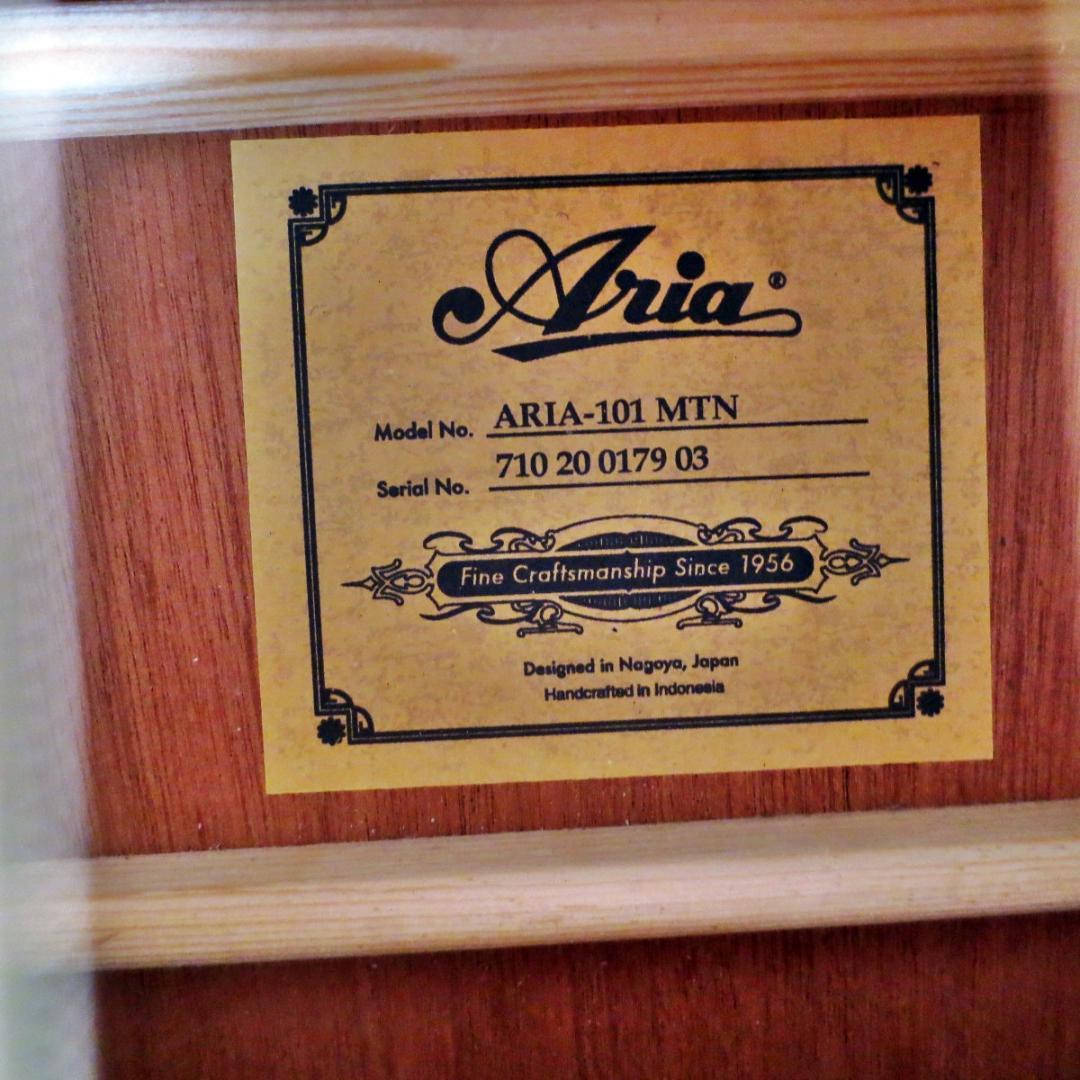 Aria®
Model No. ARIA-101 MTN
Serial No. 710 20 0179 03
Fine Craftsmanship Since 1956
Designed in Nagoya, Japan
Handcrafted in Indonesia